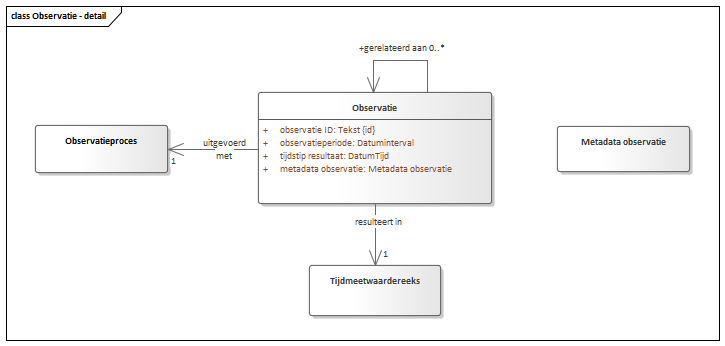 class Observatie - detail
+gerelateerd aan 0..*
Observatie
+ observatie ID: Tekst {id}
+ observatieperiode: Datuminterval
+ tijdstip resultaat: DatumTijd
+ metadata observatie: Metadata observatie
Observatieproces
uitgevoerd
met
1
Metadata observatie
resulteert in
1
Tijdmeetwaardereeks